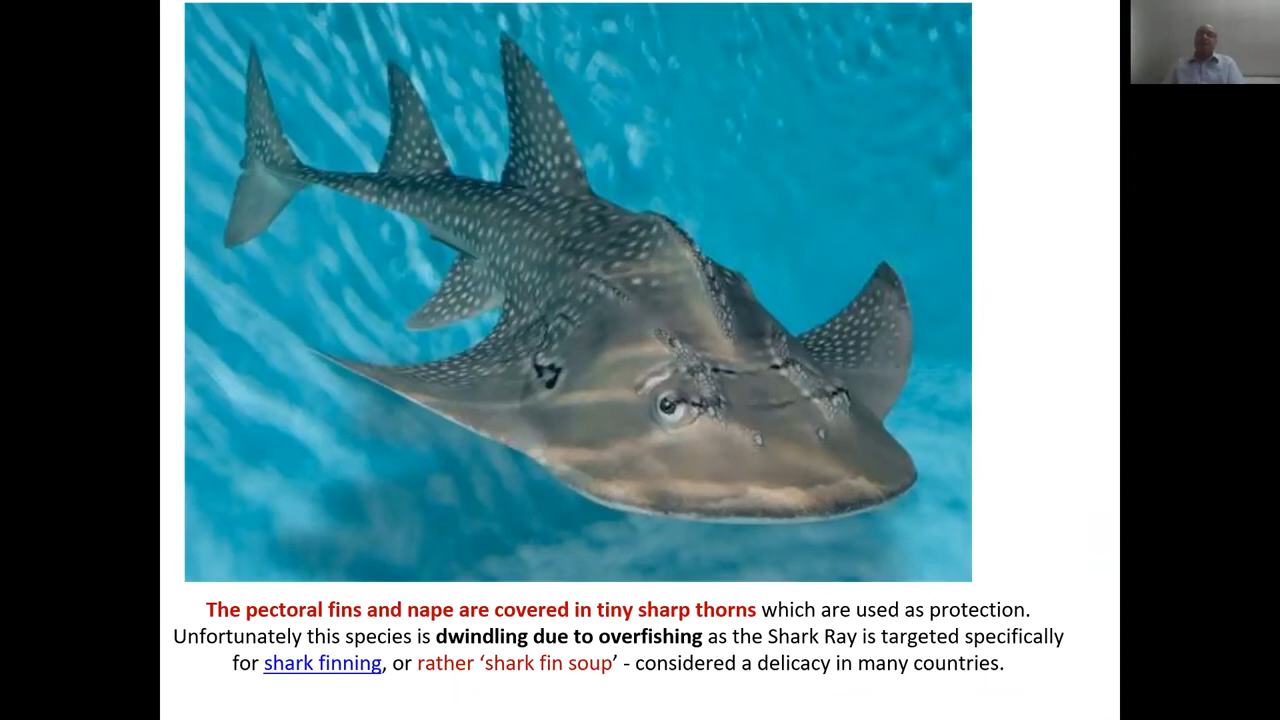 The pectoral fins and nape are covered in tiny sharp thorns which are used as protection.
Unfortunately this species is dwindling due to overfishing as the Shark Ray is targeted specifically
for shark finning, or rather ‘shark fin soup’ - considered a delicacy in many countries.